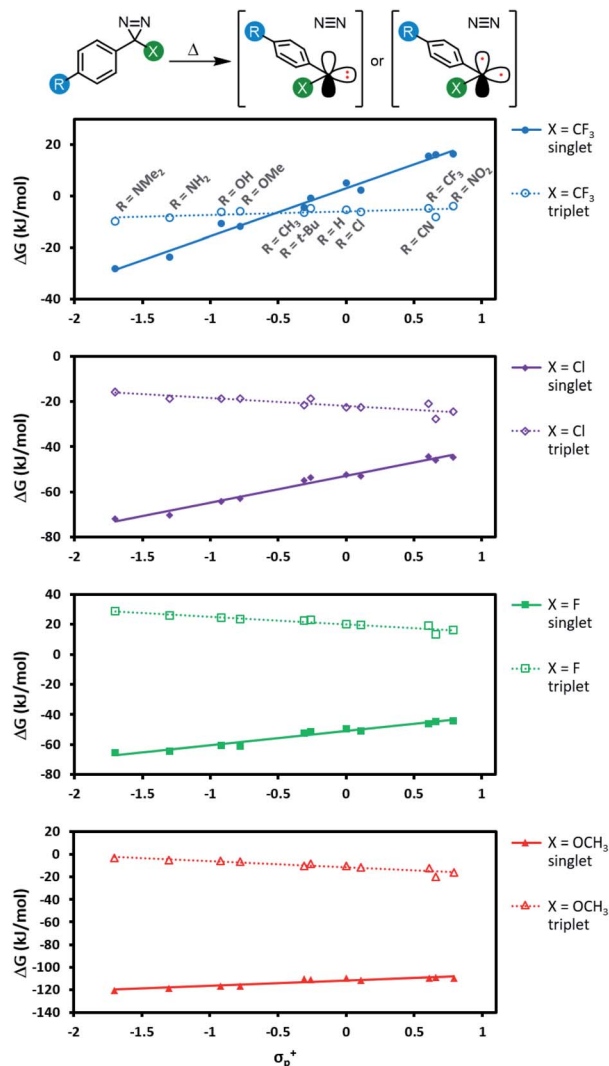 N=N
R
X
Δ
N≡N
R
X
or
N≡N
R
X
ΔG (kJ/mol)
20
0
-20
-40
-2 -1.5 -1 -0.5 0 0.5 1
R = NMe₂
R = NH₂
R = OH
R = OMe
R = CH₃
R = t-Bu
R = H
R = Cl
R = CN
R = CF₃
R = NO₂
X = CF₃
singlet
X = CF₃
triplet
ΔG (kJ/mol)
0
-20
-40
-60
-80
-2 -1.5 -1 -0.5 0 0.5 1
X = Cl
singlet
X = Cl
triplet
ΔG (kJ/mol)
40
20
0
-20
-40
-60
-80
-2 -1.5 -1 -0.5 0 0.5 1
X = F
singlet
X = F
triplet
ΔG (kJ/mol)
20
0
-20
-40
-60
-80
-100
-120
-140
-2 -1.5 -1 -0.5 0 0.5 1
X = OCH₃
singlet
X = OCH₃
triplet
σₚ⁺